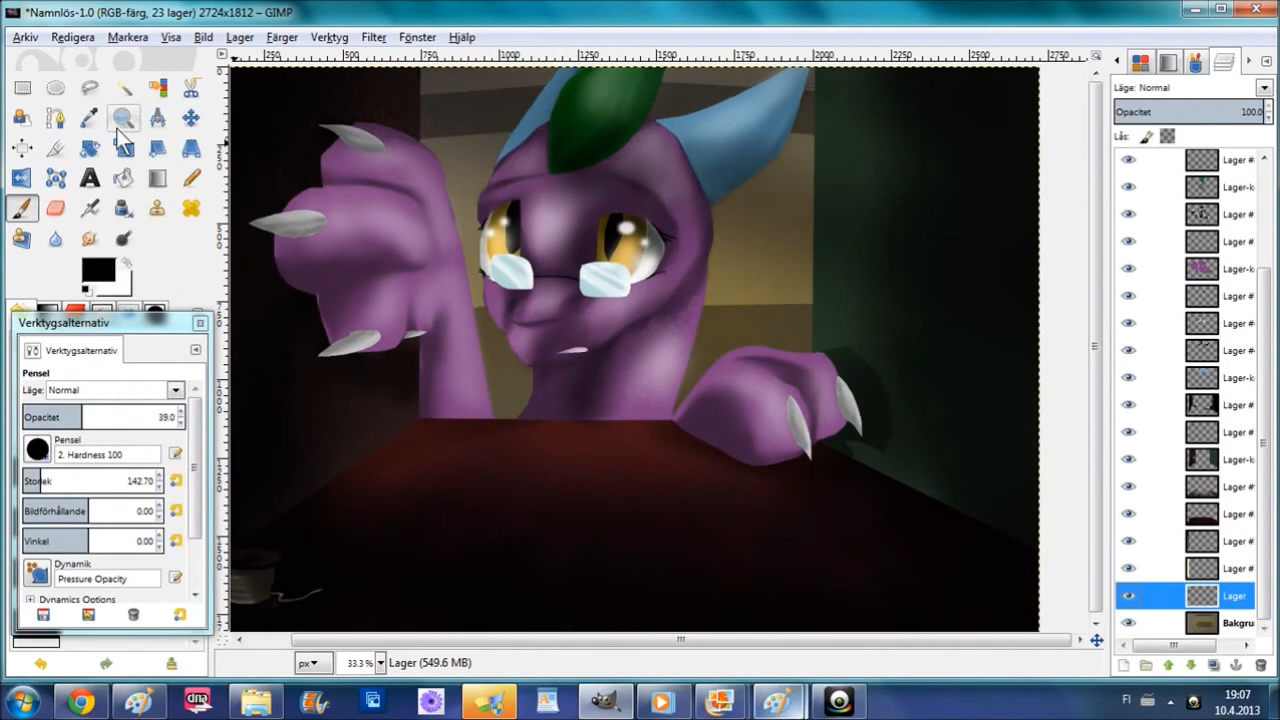 *Namnlös-1.0 (RGB-färg, 23 lager) 2724x1812 – GIMP
Arkiv Redigera Markera Visa Bild Lager Färger Verktyg Filter Fönster Hjälp
250 500 750 1000 1250 1500 1750 2000 2250 2500 2750
Läge: Normal
Opacitet 100.0
Lås:
Lager #
Lager-k
Lager #
Lager #
Lager-k
Lager #
Lager #
Lager #
Lager-k
Lager #
Lager #
Lager-k
Lager #
Lager #
Lager #
Lager #
Lager
Bakgru
Verktygsalternativ
Verktygsalternativ
Pensel
Läge: Normal
Opacitet 39.0
Pensel
2. Hardness 100
Storlek 142.70
Bildförhållande 0.00
Vinkel 0.00
Dynamik
Pressure Opacity
Dynamics Options
px 33.3 % Lager (549.6 MB)
dna
FI 19:07
10.4.2013